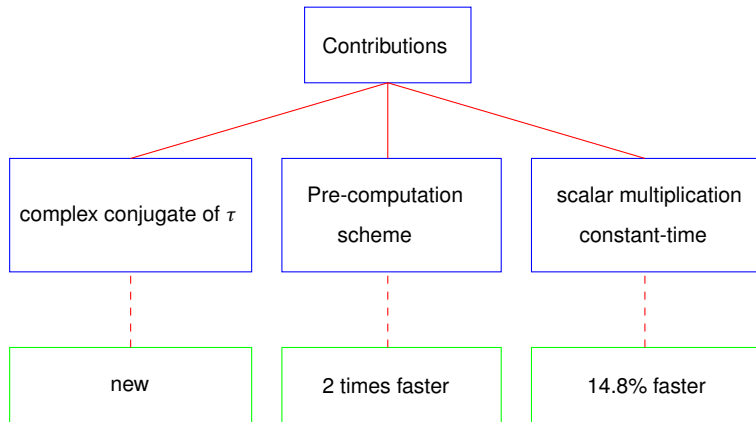 Contributions
complex conjugate of τ
Pre-computation
scheme
scalar multiplication
constant-time
new
2 times faster
14.8% faster